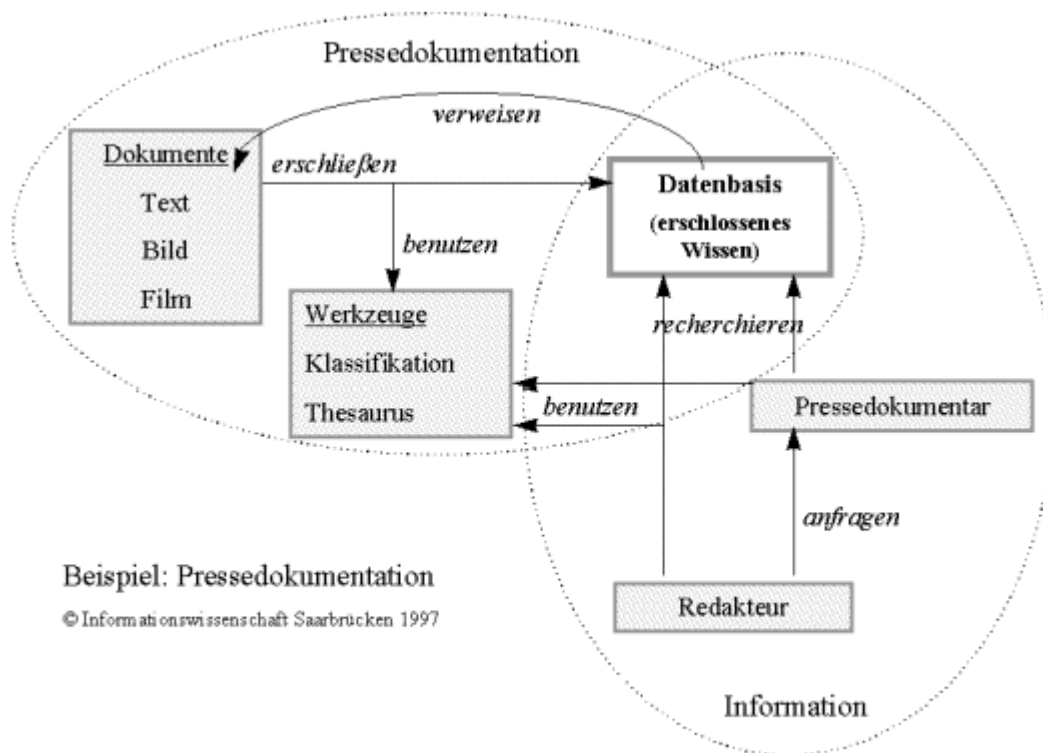 Pressedokumentation
verweisen
Dokumente
Text
Bild
Film
erschließen
Datenbasis
(erschlossenes
Wissen)
benutzen
Werkzeuge
Klassifikation
Thesaurus
recherchieren
benutzen
Pressedokumentar
anfragen
Redakteur
Beispiel: Pressedokumentation
© Informationswissenschaft Saarbrücken 1997
Information